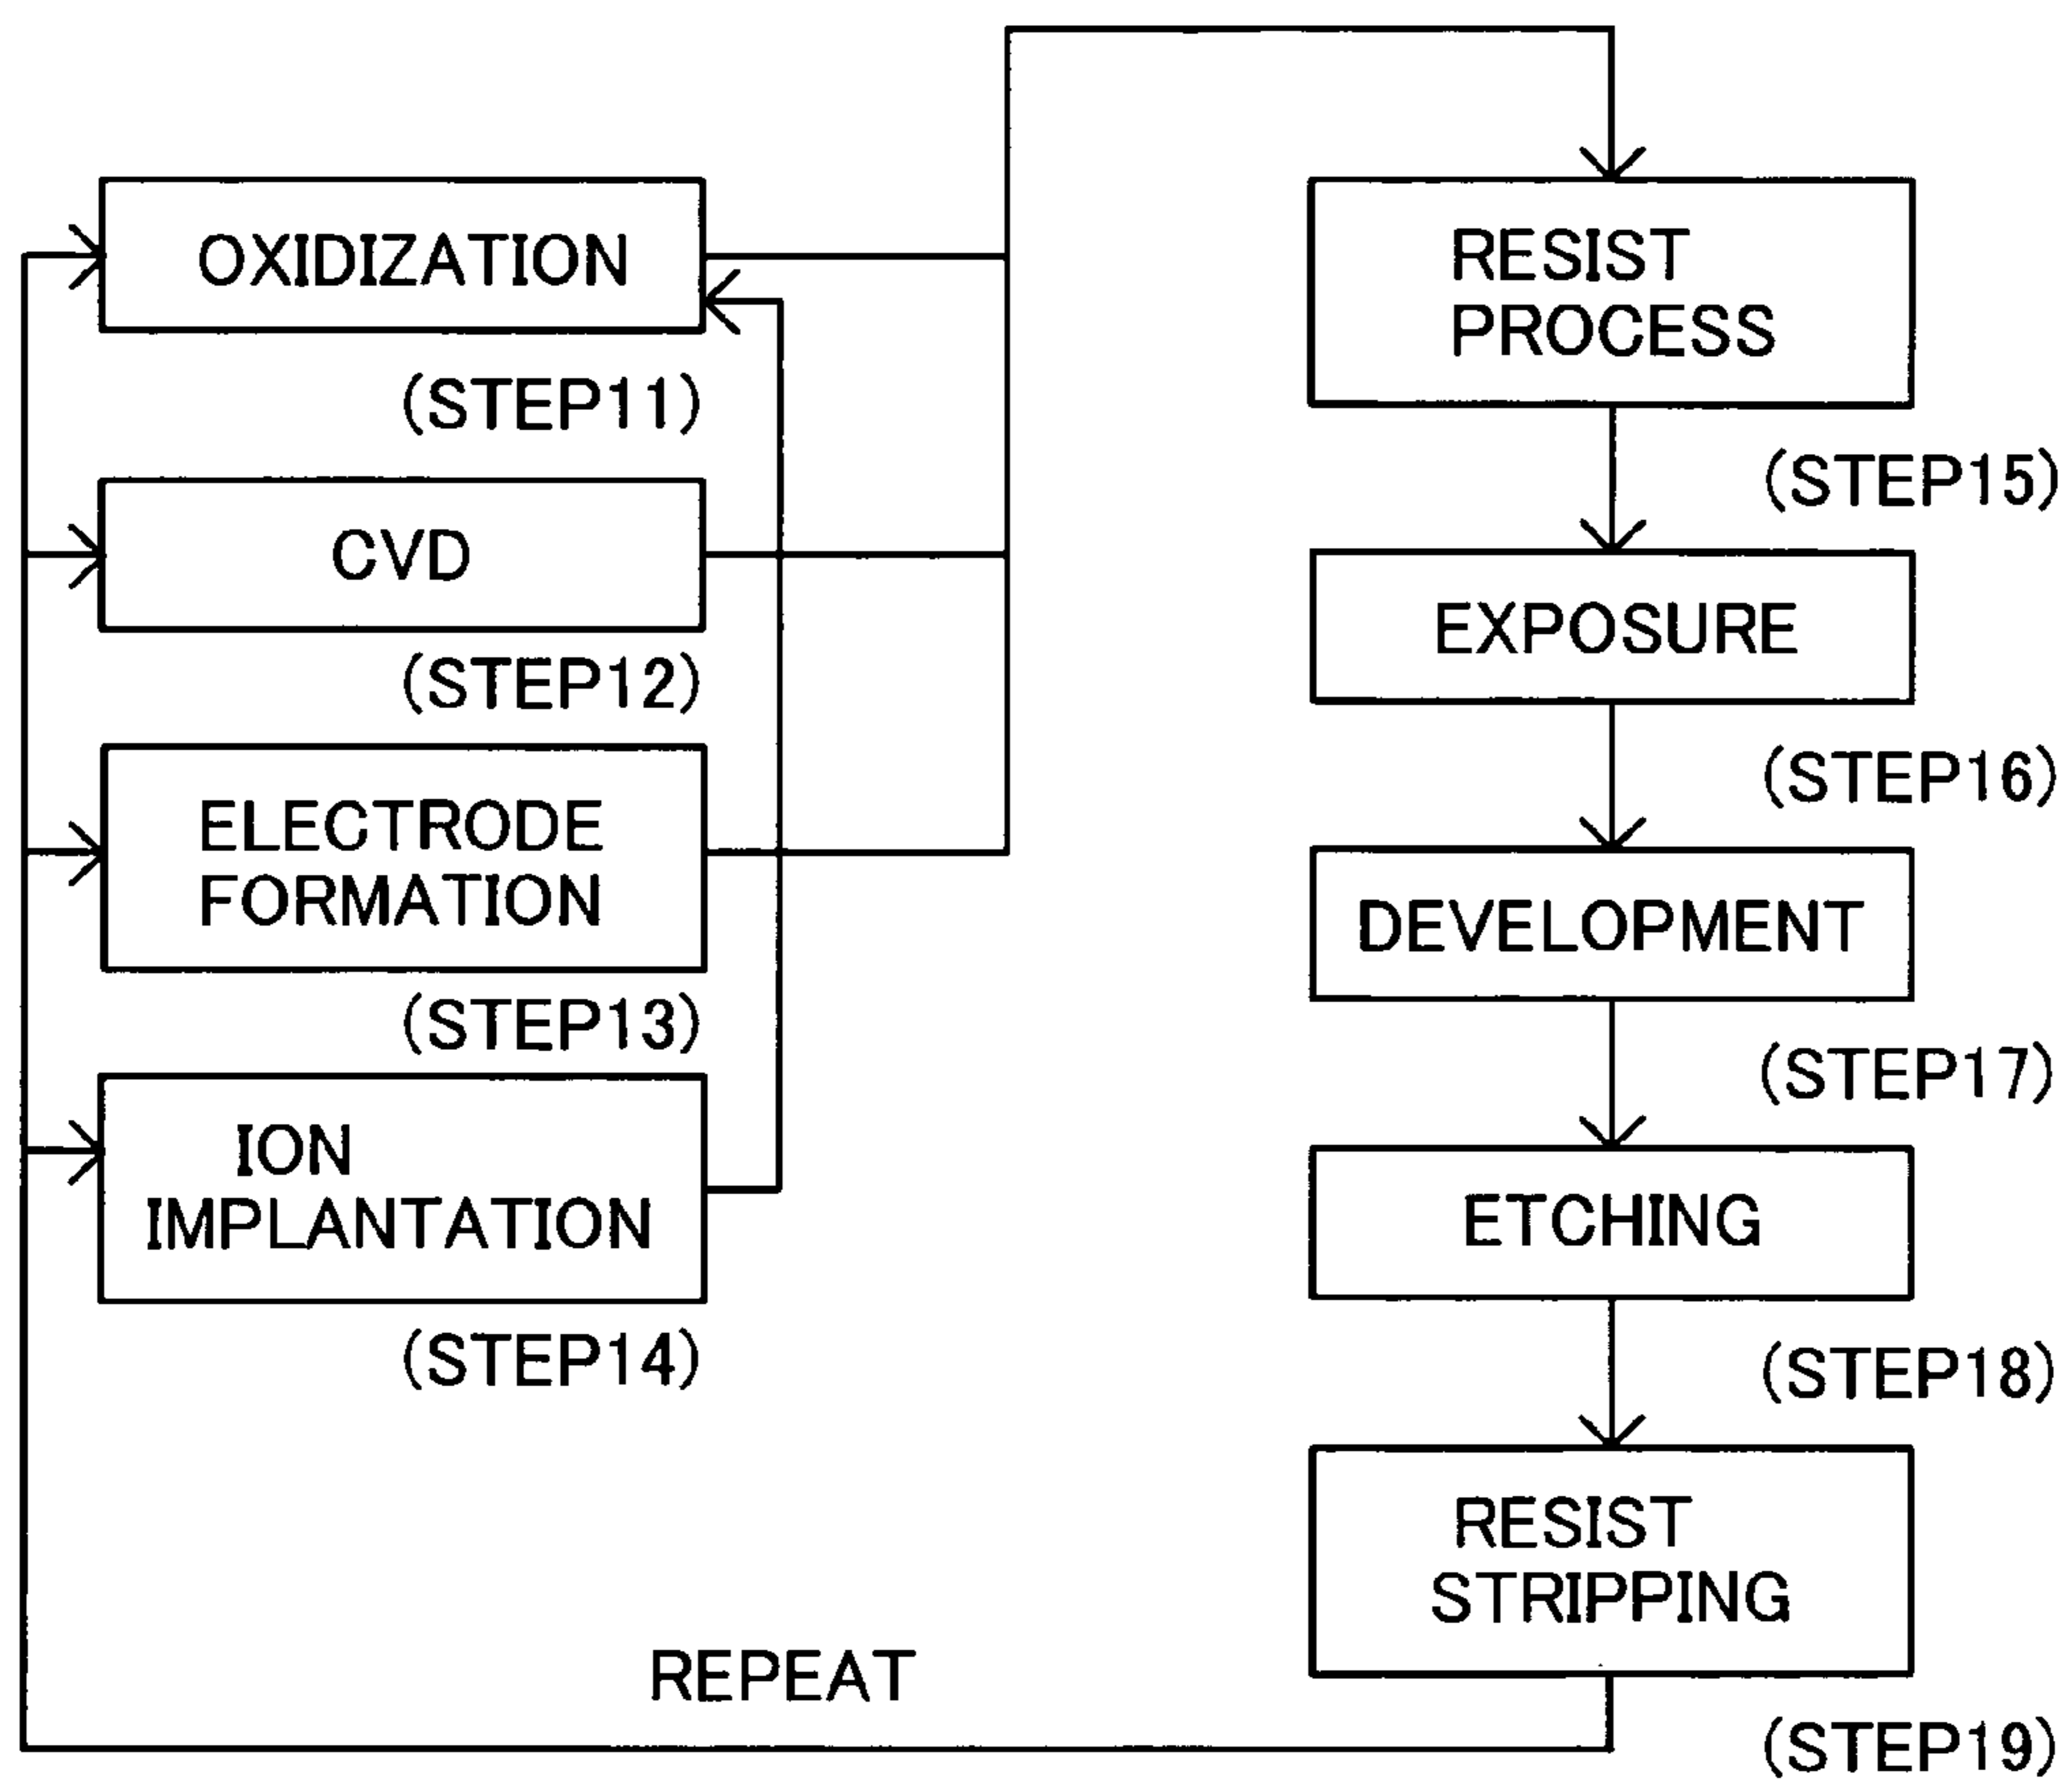 OXIDIZATION
(STEP11)
CVD
(STEP12)
ELECTRODE
FORMATION
(STEP13)
ION
IMPLANTATION
(STEP14)
RESIST
PROCESS
(STEP15)
EXPOSURE
(STEP16)
DEVELOPMENT
(STEP17)
ETCHING
(STEP18)
RESIST
STRIPPING
(STEP19)
REPEAT